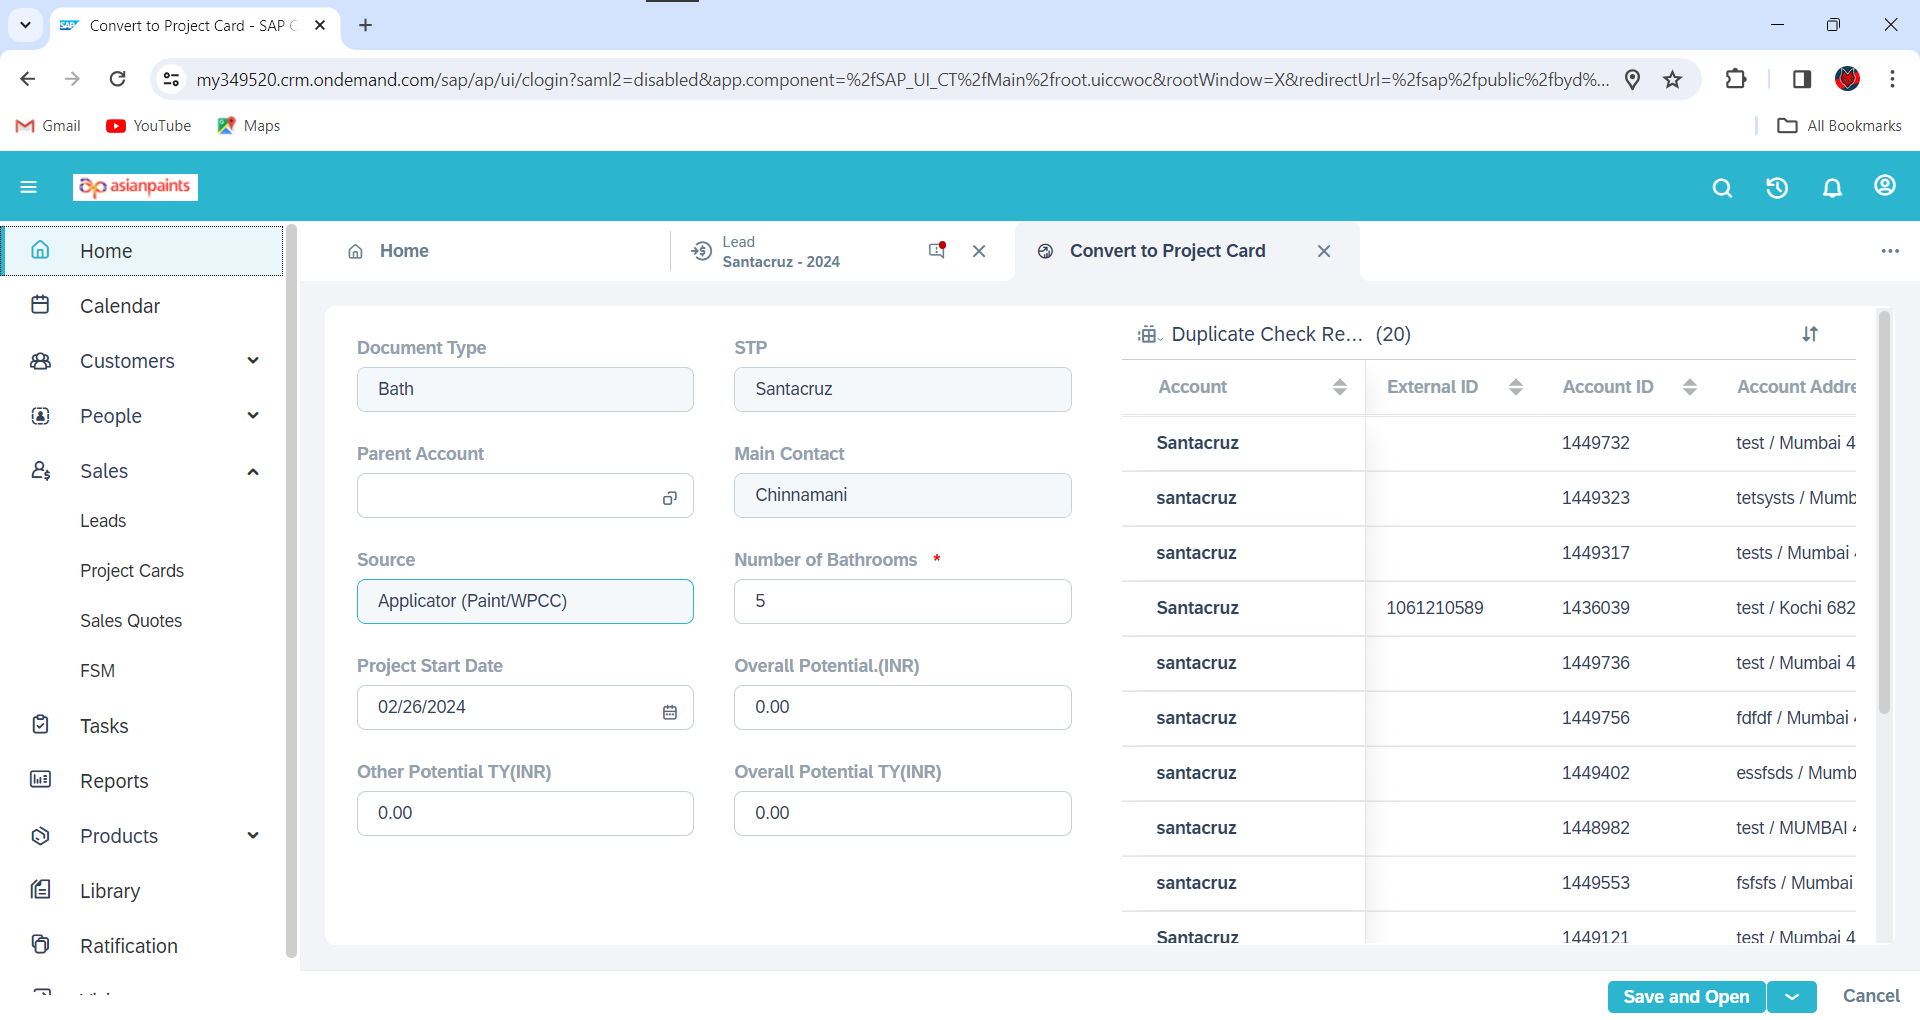 Convert to Project Card - SAP C
my349520.crm.ondemand.com/sap/ap/ui/clogin?saml2=disabled&app.component=%2fSAP_UI_CT%2fMain%2froot.uiccwoc&rootWindow=X&redirectUrl=%2fsap%2fpublic%2fbyd%...
Gmail YouTube Maps All Bookmarks
asianpaints
Home
Calendar
Customers
People
Sales
Leads
Project Cards
Sales Quotes
FSM
Tasks
Reports
Products
Library
Ratification
Home
Lead
Santacruz - 2024
Convert to Project Card
Document Type
Bath
STP
Santacruz
Parent Account
Main Contact
Chinnamani
Source
Applicator (Paint/WPCC)
Number of Bathrooms *
5
Project Start Date
02/26/2024
Overall Potential.(INR)
0.00
Other Potential TY(INR)
0.00
Overall Potential TY(INR)
0.00
Duplicate Check Re... (20)
Account External ID Account ID Account Addre
Santacruz 1449732 test / Mumbai 4
santacruz 1449323 tetsysts / Mumb
santacruz 1449317 tests / Mumbai
Santacruz 1061210589 1436039 test / Kochi 682
santacruz 1449736 test / Mumbai 4
santacruz 1449756 fdfdf / Mumbai
santacruz 1449402 essfsds / Mumb
santacruz 1448982 test / MUMBAI
santacruz 1449553 fsfsfs / Mumbai
Santacruz 1449121 test / Mumbai 4
Save and Open
Cancel